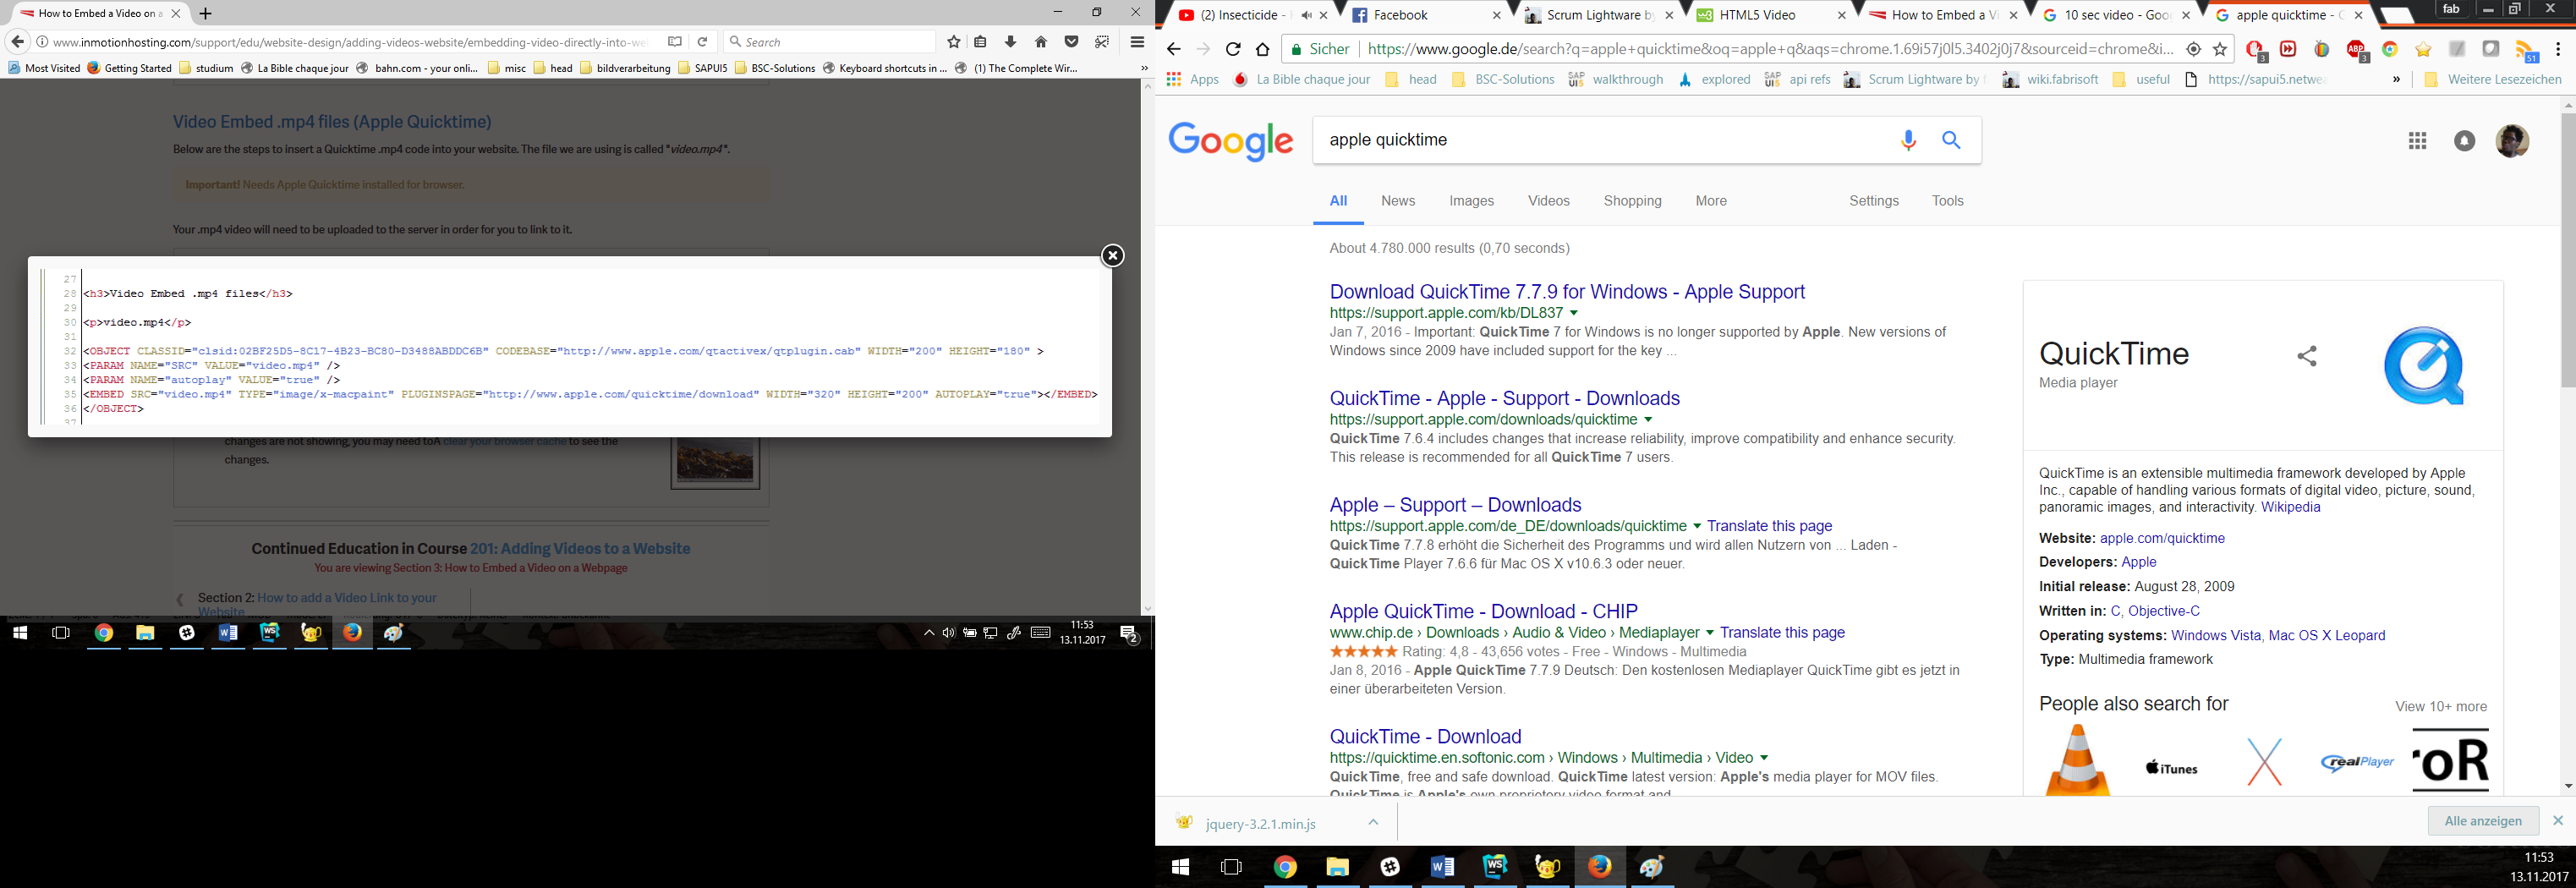 How to Embed a Video on a
www.inmotionhosting.com/support/edu/website-design/adding-videos-website/embedding-video-directly-into-we
Search
Most Visited Getting Started studium La Bible chaque jour bahn.com - your onli... misc head bildverarbeitung SAPUI5 BSC-Solutions Keyboard shortcuts in ... (1) The Complete Wir... »
Video Embed .mp4 files (Apple Quicktime)
Below are the steps to insert a Quicktime .mp4 code into your website. The file we are using is called "video.mp4".
Important! Needs Apple Quicktime installed for browser.
Your .mp4 video will need to be uploaded to the server in order for you to link to it.
27
28 <h3>Video Embed .mp4 files</h3>
29
30 <p>video.mp4</p>
31
32 <OBJECT CLASSID="clsid:02BF25D5-8C17-4B23-BC80-D3488ABDDC6B" CODEBASE="http://www.apple.com/qtactivex/qtplugin.cab" WIDTH="200" HEIGHT="180" >
33 <PARAM NAME="SRC" VALUE="video.mp4" />
34 <PARAM NAME="autoplay" VALUE="true" />
35 <EMBED SRC="video.mp4" TYPE="image/x-macpaint" PLUGINSPAGE="http://www.apple.com/quicktime/download" WIDTH="320" HEIGHT="200" AUTOPLAY="true"></EMBED>
36 </OBJECT>
37
changes are not showing, you may need toA clear your browser cache to see the
changes.
Continued Education in Course 201: Adding Videos to a Website
You are viewing Section 3: How to Embed a Video on a Webpage
Section 2: How to add a Video Link to your
Website
11:53
13.11.2017
2
(2) Insecticide - Facebook Scrum Lightware by HTML5 Video How to Embed a Vi 10 sec video - Goog apple quicktime - G fab
Sicher https://www.google.de/search?q=apple+quicktime&oq=apple+q&aqs=chrome.1.69i57j0l5.3402j0j7&sourceid=chrome&i...
3 ABP 3 51
Apps La Bible chaque jour head BSC-Solutions walkthrough explored api refs Scrum Lightware by f wiki.fabrisoft useful https://sapui5.netwea » Weitere Lesezeichen
Google
apple quicktime
All News Images Videos Shopping More Settings Tools
About 4.780.000 results (0,70 seconds)
Download QuickTime 7.7.9 for Windows - Apple Support
https://support.apple.com/kb/DL837
Jan 7, 2016 - Important: QuickTime 7 for Windows is no longer supported by Apple. New versions of
Windows since 2009 have included support for the key ...
QuickTime - Apple - Support - Downloads
https://support.apple.com/downloads/quicktime
QuickTime 7.6.4 includes changes that increase reliability, improve compatibility and enhance security.
This release is recommended for all QuickTime 7 users.
Apple – Support – Downloads
https://support.apple.com/de_DE/downloads/quicktime Translate this page
QuickTime 7.7.8 erhöht die Sicherheit des Programms und wird allen Nutzern von ... Laden -
QuickTime Player 7.6.6 für Mac OS X v10.6.3 oder neuer.
Apple QuickTime - Download - CHIP
www.chip.de › Downloads › Audio & Video › Mediaplayer Translate this page
Rating: 4,8 - 43,656 votes - Free - Windows - Multimedia
Jan 8, 2016 - Apple QuickTime 7.7.9 Deutsch: Den kostenlosen Mediaplayer QuickTime gibt es jetzt in
einer überarbeiteten Version.
QuickTime - Download
https://quicktime.en.softonic.com › Windows › Multimedia › Video
QuickTime, free and safe download. QuickTime latest version: Apple's media player for MOV files.
QuickTime is Apple's own proprietory video format and
QuickTime
Media player
QuickTime is an extensible multimedia framework developed by Apple
Inc., capable of handling various formats of digital video, picture, sound,
panoramic images, and interactivity. Wikipedia
Website: apple.com/quicktime
Developers: Apple
Initial release: August 28, 2009
Written in: C, Objective-C
Operating systems: Windows Vista, Mac OS X Leopard
Type: Multimedia framework
People also search for
View 10+ more
iTunes
realPlayer
roR
jquery-3.2.1.min.js
Alle anzeigen
11:53
13.11.2017